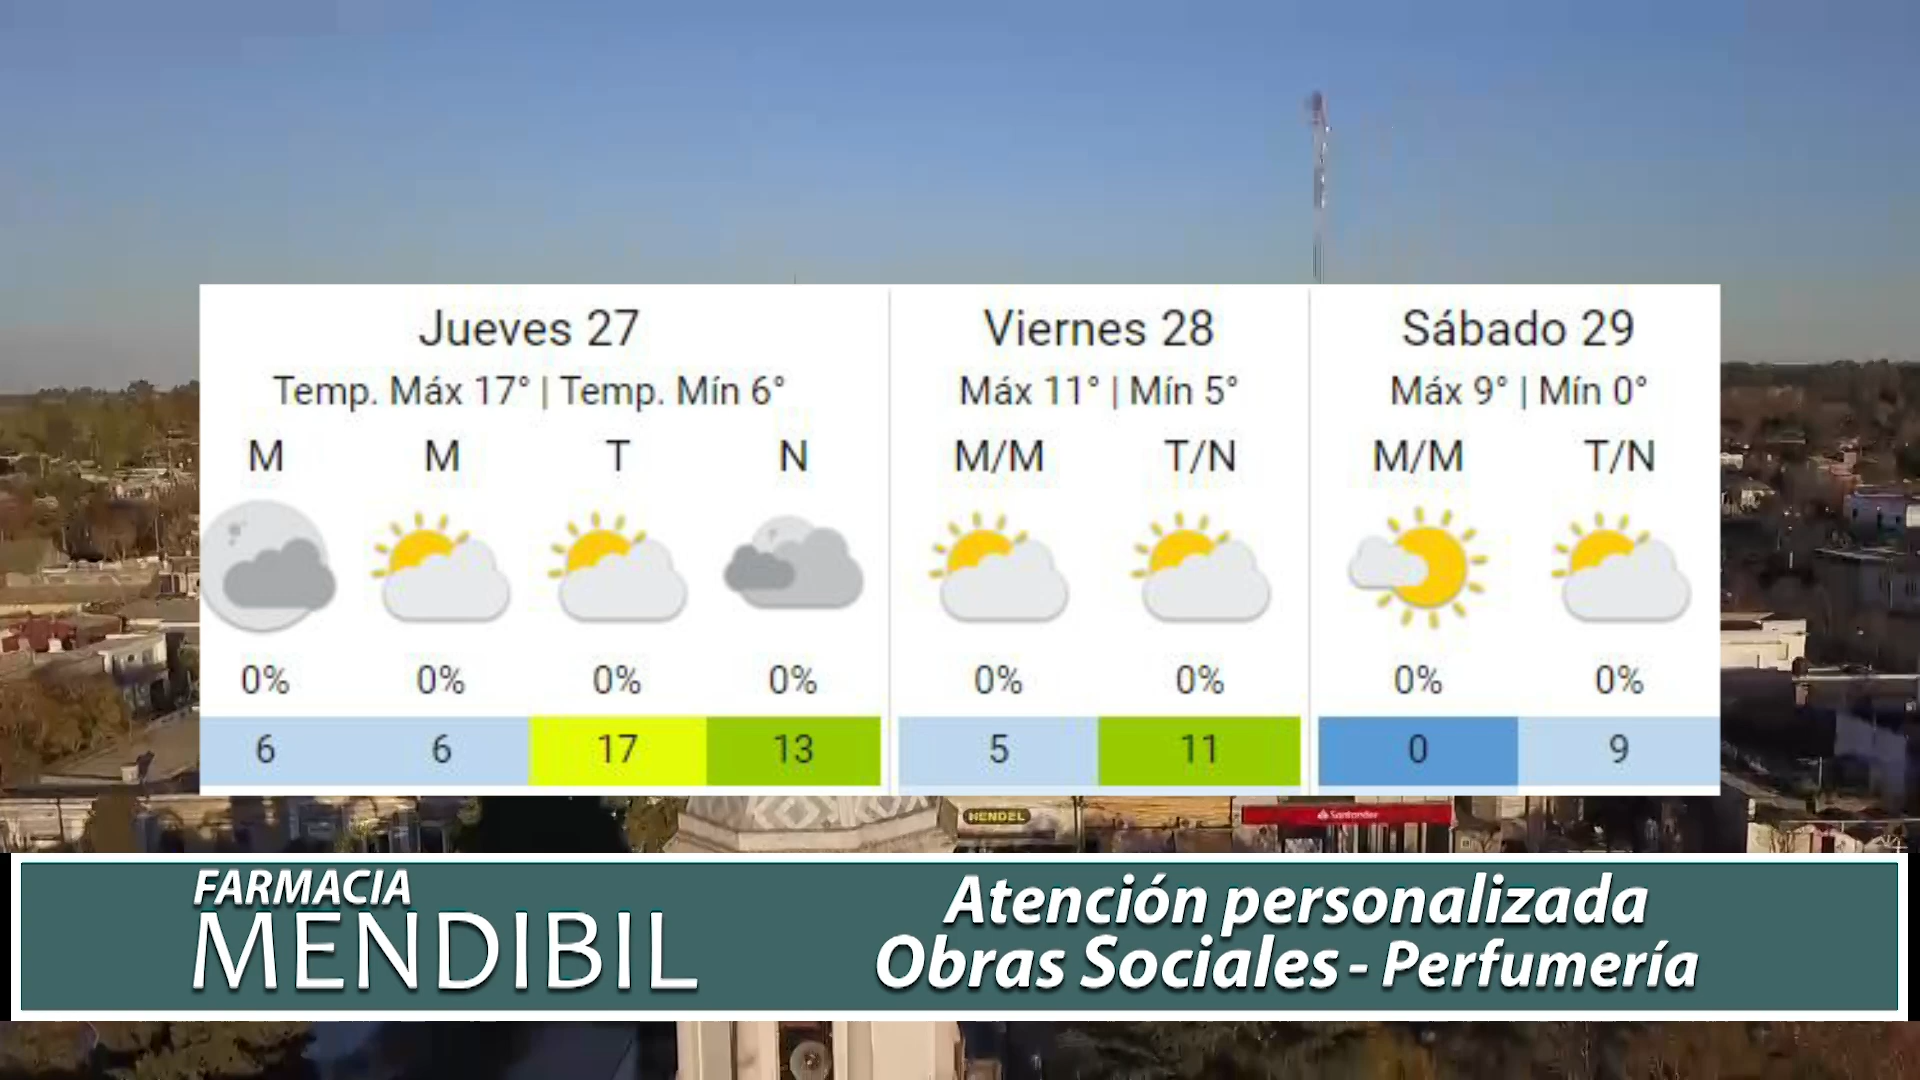 Jueves 27
Temp. Máx 17° | Temp. Mín 6°
M M T N
0% 0% 0% 0%
6 6 17 13
Viernes 28
Máx 11° | Mín 5°
M/M T/N
0% 0%
5 11
Sábado 29
Máx 9° | Mín 0°
M/M T/N
0% 0%
0 9
HENDEL
Santander
FARMACIA
MENDIBIL
Atención personalizada
Obras Sociales - Perfumería